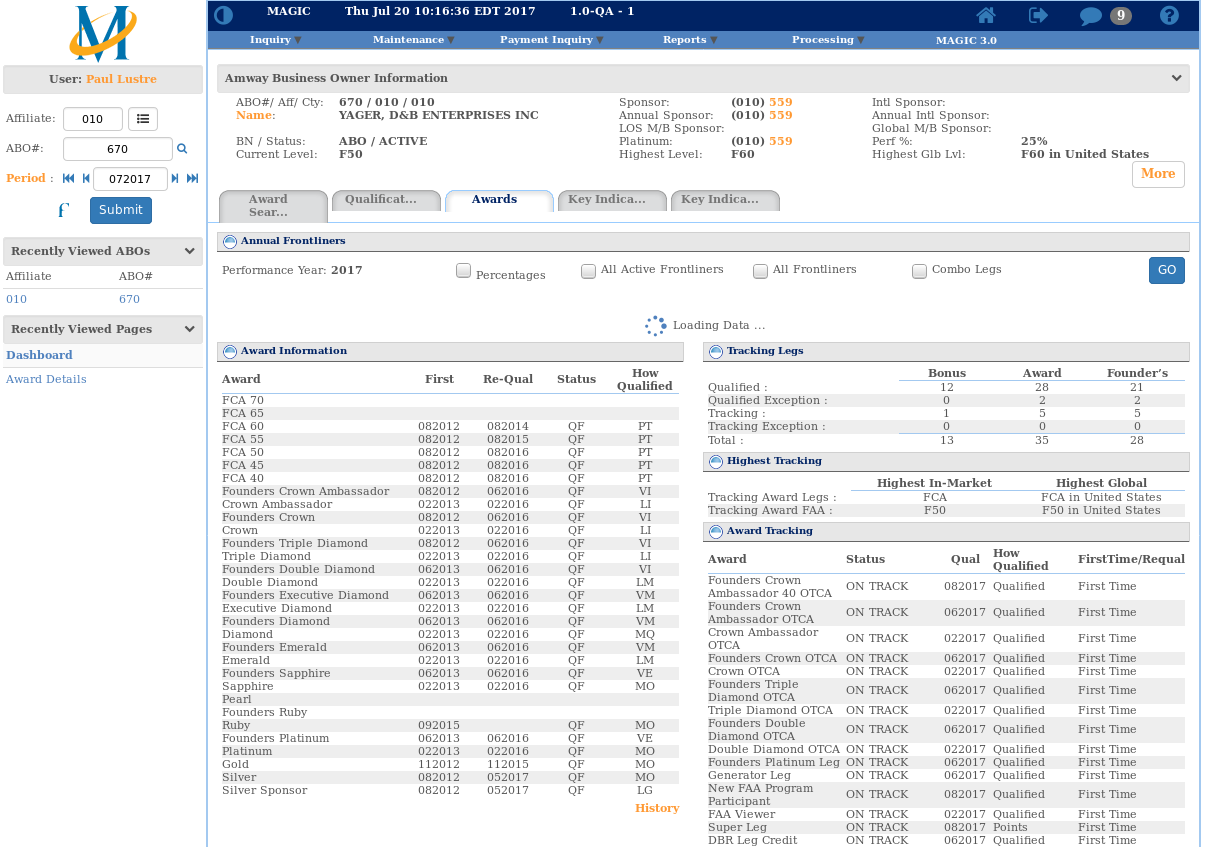 MAGIC Thu Jul 20 10:16:36 EDT 2017 1.0-QA - 1 9
Inquiry Maintenance Payment Inquiry Reports Processing MAGIC 3.0
User: Paul Lustre
Affiliate: 010
ABO#: 670
Period : 072017
Submit
Recently Viewed ABOs
Affiliate ABO#
010 670
Recently Viewed Pages
Dashboard
Award Details
Amway Business Owner Information
ABO#/ Aff/ Cty: 670 / 010 / 010 Sponsor: (010) 559 Intl Sponsor:
Name: YAGER, D&B ENTERPRISES INC Annual Sponsor: (010) 559 Annual Intl Sponsor:
LOS M/B Sponsor: Global M/B Sponsor:
BN / Status: ABO / ACTIVE Platinum: (010) 559 Perf %: 25%
Current Level: F50 Highest Level: F60 Highest Glb Lvl: F60 in United States
More
Award Sear... Qualificat... Awards Key Indica... Key Indica...
Annual Frontliners
Performance Year: 2017 Percentages All Active Frontliners All Frontliners Combo Legs GO
Loading Data ...
Award Information
Award First Re-Qual Status How Qualified
FCA 70
FCA 65
FCA 60 082012 082014 QF PT
FCA 55 082012 082015 QF PT
FCA 50 082012 082016 QF PT
FCA 45 082012 082016 QF PT
FCA 40 082012 082016 QF PT
Founders Crown Ambassador 082012 062016 QF VI
Crown Ambassador 022013 022016 QF LI
Founders Crown 082012 062016 QF VI
Crown 022013 022016 QF LI
Founders Triple Diamond 082012 062016 QF VI
Triple Diamond 022013 022016 QF LI
Founders Double Diamond 062013 062016 QF VI
Double Diamond 022013 022016 QF LM
Founders Executive Diamond 062013 062016 QF VM
Executive Diamond 022013 022016 QF LM
Founders Diamond 062013 062016 QF VM
Diamond 022013 022016 QF MQ
Founders Emerald 062013 062016 QF VM
Emerald 022013 022016 QF LM
Founders Sapphire 062013 062016 QF VE
Sapphire 022013 022016 QF MO
Pearl
Founders Ruby
Ruby 092015 QF MO
Founders Platinum 062013 062016 QF VE
Platinum 022013 022016 QF MO
Gold 112012 112015 QF MO
Silver 082012 052017 QF MO
Silver Sponsor 082012 052017 QF LG
History
Tracking Legs
Bonus Award Founder's
Qualified : 12 28 21
Qualified Exception : 0 2 2
Tracking : 1 5 5
Tracking Exception : 0 0 0
Total : 13 35 28
Highest Tracking
Highest In-Market Highest Global
Tracking Award Legs : FCA FCA in United States
Tracking Award FAA : F50 F50 in United States
Award Tracking
Award Status Qual How Qualified FirstTime/Requal
Founders Crown
Ambassador 40 OTCA ON TRACK 082017 Qualified First Time
Founders Crown
Ambassador OTCA ON TRACK 062017 Qualified First Time
Crown Ambassador
OTCA ON TRACK 022017 Qualified First Time
Founders Crown OTCA ON TRACK 062017 Qualified First Time
Crown OTCA ON TRACK 022017 Qualified First Time
Founders Triple
Diamond OTCA ON TRACK 062017 Qualified First Time
Triple Diamond OTCA ON TRACK 022017 Qualified First Time
Founders Double
Diamond OTCA ON TRACK 062017 Qualified First Time
Double Diamond OTCA ON TRACK 022017 Qualified First Time
Founders Platinum Leg ON TRACK 062017 Qualified First Time
Generator Leg ON TRACK 062017 Qualified First Time
New FAA Program
Participant ON TRACK 082017 Qualified First Time
FAA Viewer ON TRACK 022017 Qualified First Time
Super Leg ON TRACK 082017 Points First Time
DBR Leg Credit ON TRACK 062017 Qualified First Time